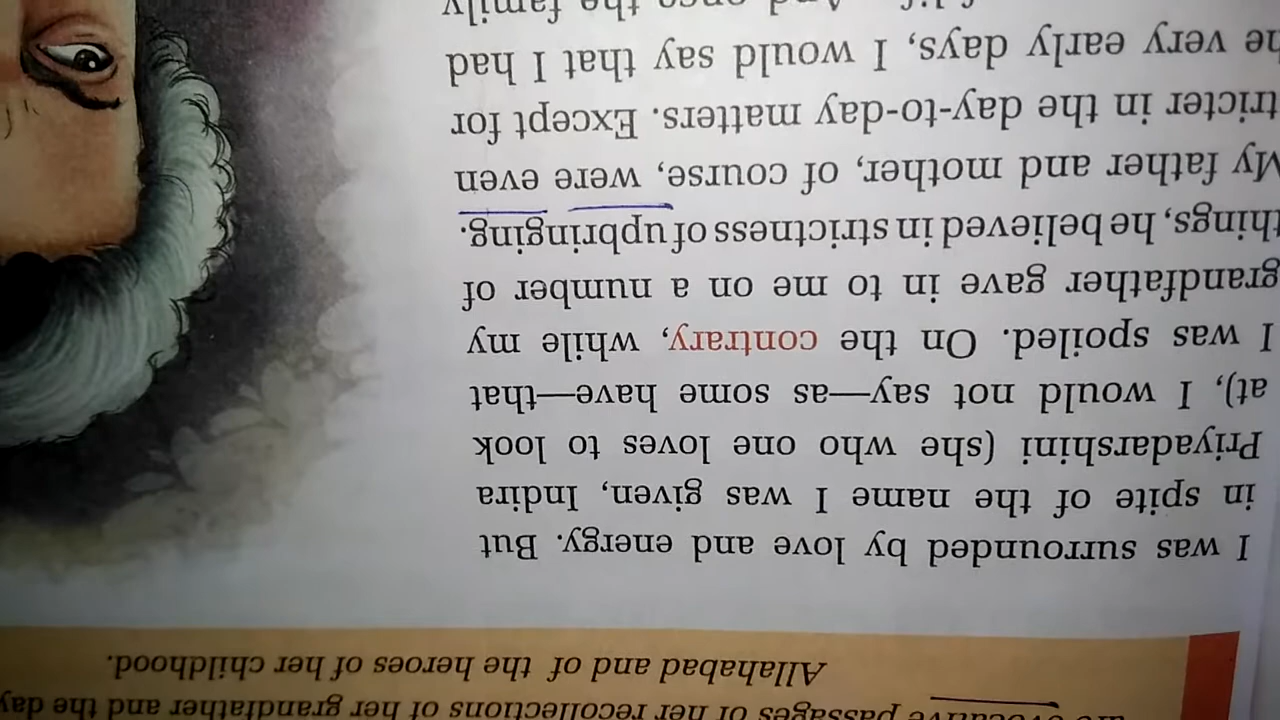 passages of her recollections of her grandfather and the day
Allahabad and of the heroes of her childhood.
I was surrounded by love and energy. But
in spite of the name I was given, Indira
Priyadarshini (she who one loves to look
at), I would not say—as some have—that
I was spoiled. On the contrary, while my
grandfather gave in to me on a number of
things, he believed in strictness of upbringing.
My father and mother, of course, were even
tricter in the day-to-day matters. Except for
he very early days, I would say that I had
And once the family